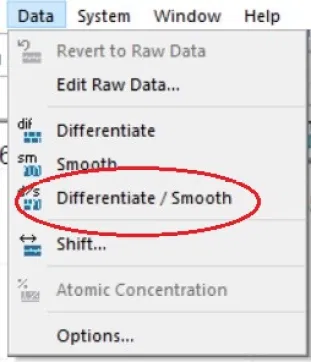 Data System Window Help
Revert to Raw Data
Edit Raw Data...
dif Differentiate
sm Smooth
d/s Differentiate / Smooth
Shift...
Atomic Concentration
Options...